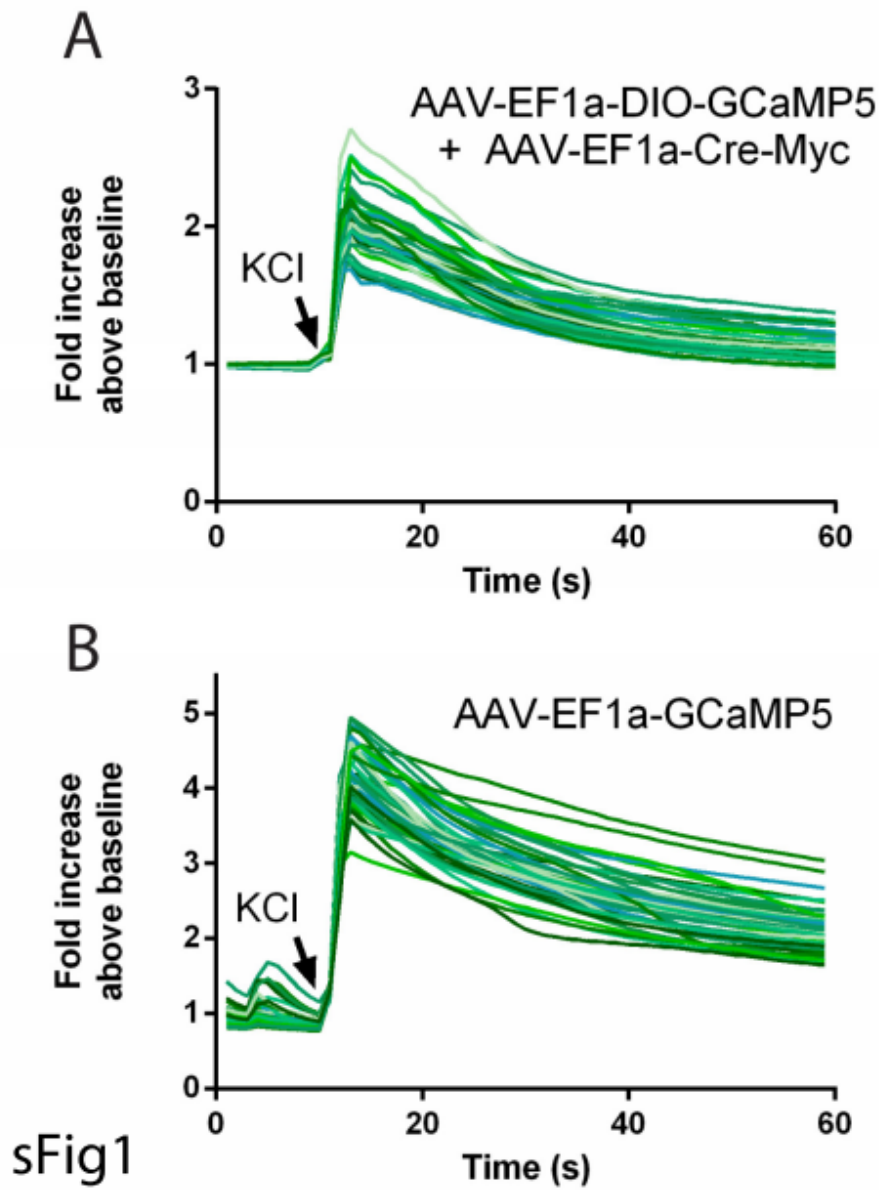 A
AAV-EF1a-DIO-GCaMP5
+ AAV-EF1a-Cre-Myc
KCl
Fold increase
above baseline
3
2
1
0
0 20 40 60
Time (s)
B
AAV-EF1a-GCaMP5
KCl
Fold increase
above baseline
5
4
3
2
1
0
0 20 40 60
Time (s)
sFig1